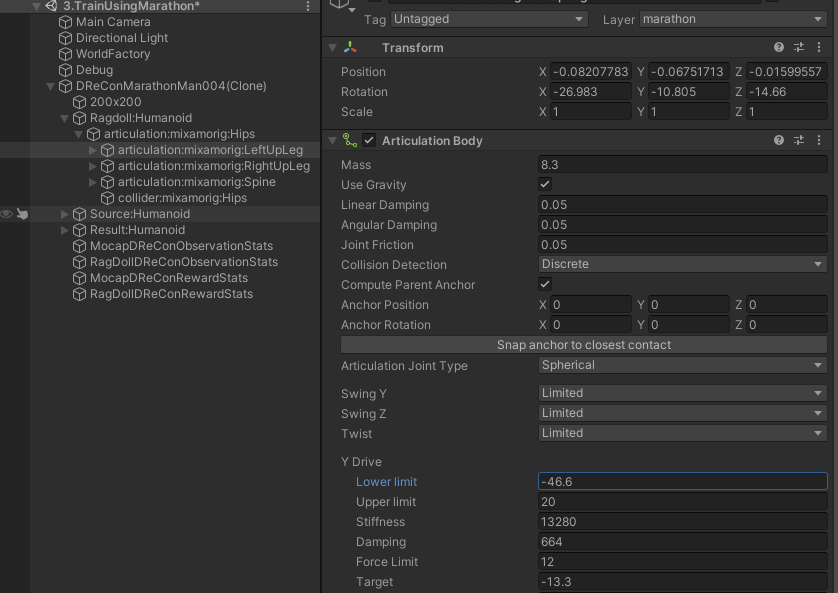 3.TrainUsingMarathon*
Main Camera
Directional Light
WorldFactory
Debug
DReConMarathonMan004(Clone)
200x200
Ragdoll:Humanoid
articulation:mixamorig:Hips
articulation:mixamorig:LeftUpLeg
articulation:mixamorig:RightUpLeg
articulation:mixamorig:Spine
collider:mixamorig:Hips
Source:Humanoid
Result:Humanoid
MocapDReConObservationStats
RagDollDReConObservationStats
MocapDReConRewardStats
RagDollDReConRewardStats
Tag Untagged Layer marathon
Transform
Position X -0.08207783 Y -0.06751713 Z -0.01599557
Rotation X -26.983 Y -10.805 Z -14.66
Scale X 1 Y 1 Z 1
Articulation Body
Mass 8.3
Use Gravity
Linear Damping 0.05
Angular Damping 0.05
Joint Friction 0.05
Collision Detection Discrete
Compute Parent Anchor
Anchor Position X 0 Y 0 Z 0
Anchor Rotation X 0 Y 0 Z 0
Snap anchor to closest contact
Articulation Joint Type Spherical
Swing Y Limited
Swing Z Limited
Twist Limited
Y Drive
Lower limit -46.6
Upper limit 20
Stiffness 13280
Damping 664
Force Limit 12
Target -13.3